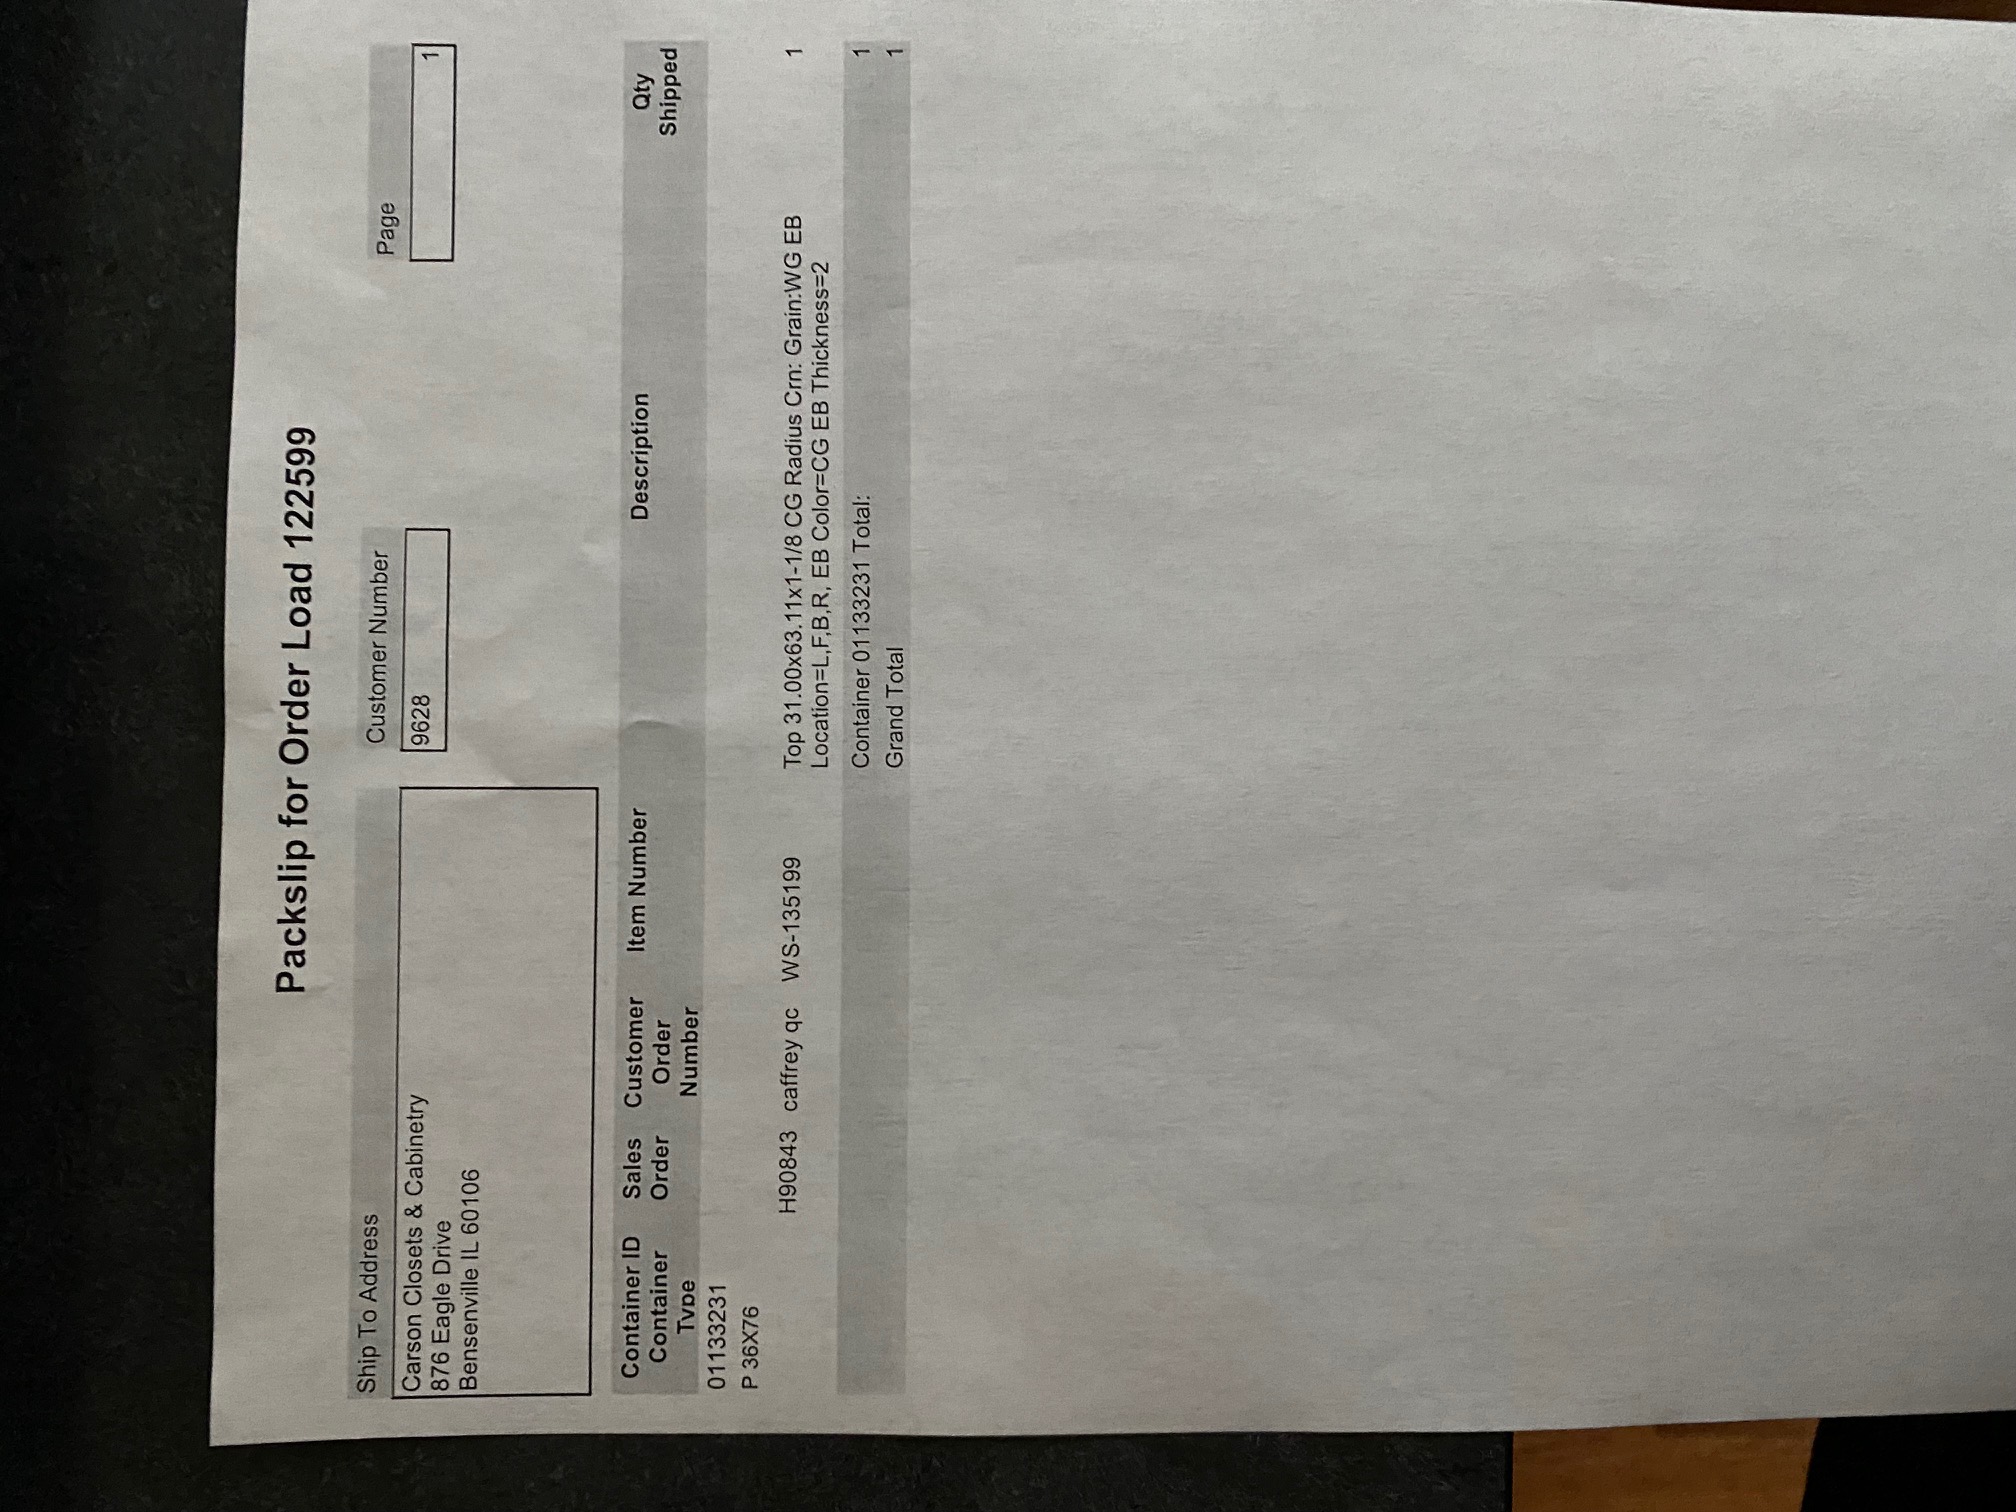 Packslip for Order Load 122599
Ship To Address
Carson Closets & Cabinetry
876 Eagle Drive
Bensenville IL 60106
Customer Number
9628
Page
1
Container ID Sales Customer Item Number Description Qty
Container Order Order Shipped
Type Number
01133231
P 36X76
H90843 caffrey qc WS-135199 Top 31.00x63.11x1-1/8 CG Radius Crn: Grain:WG EB 1
Location=L,F,B,R, EB Color=CG EB Thickness=2
Container 01133231 Total: 1
Grand Total 1